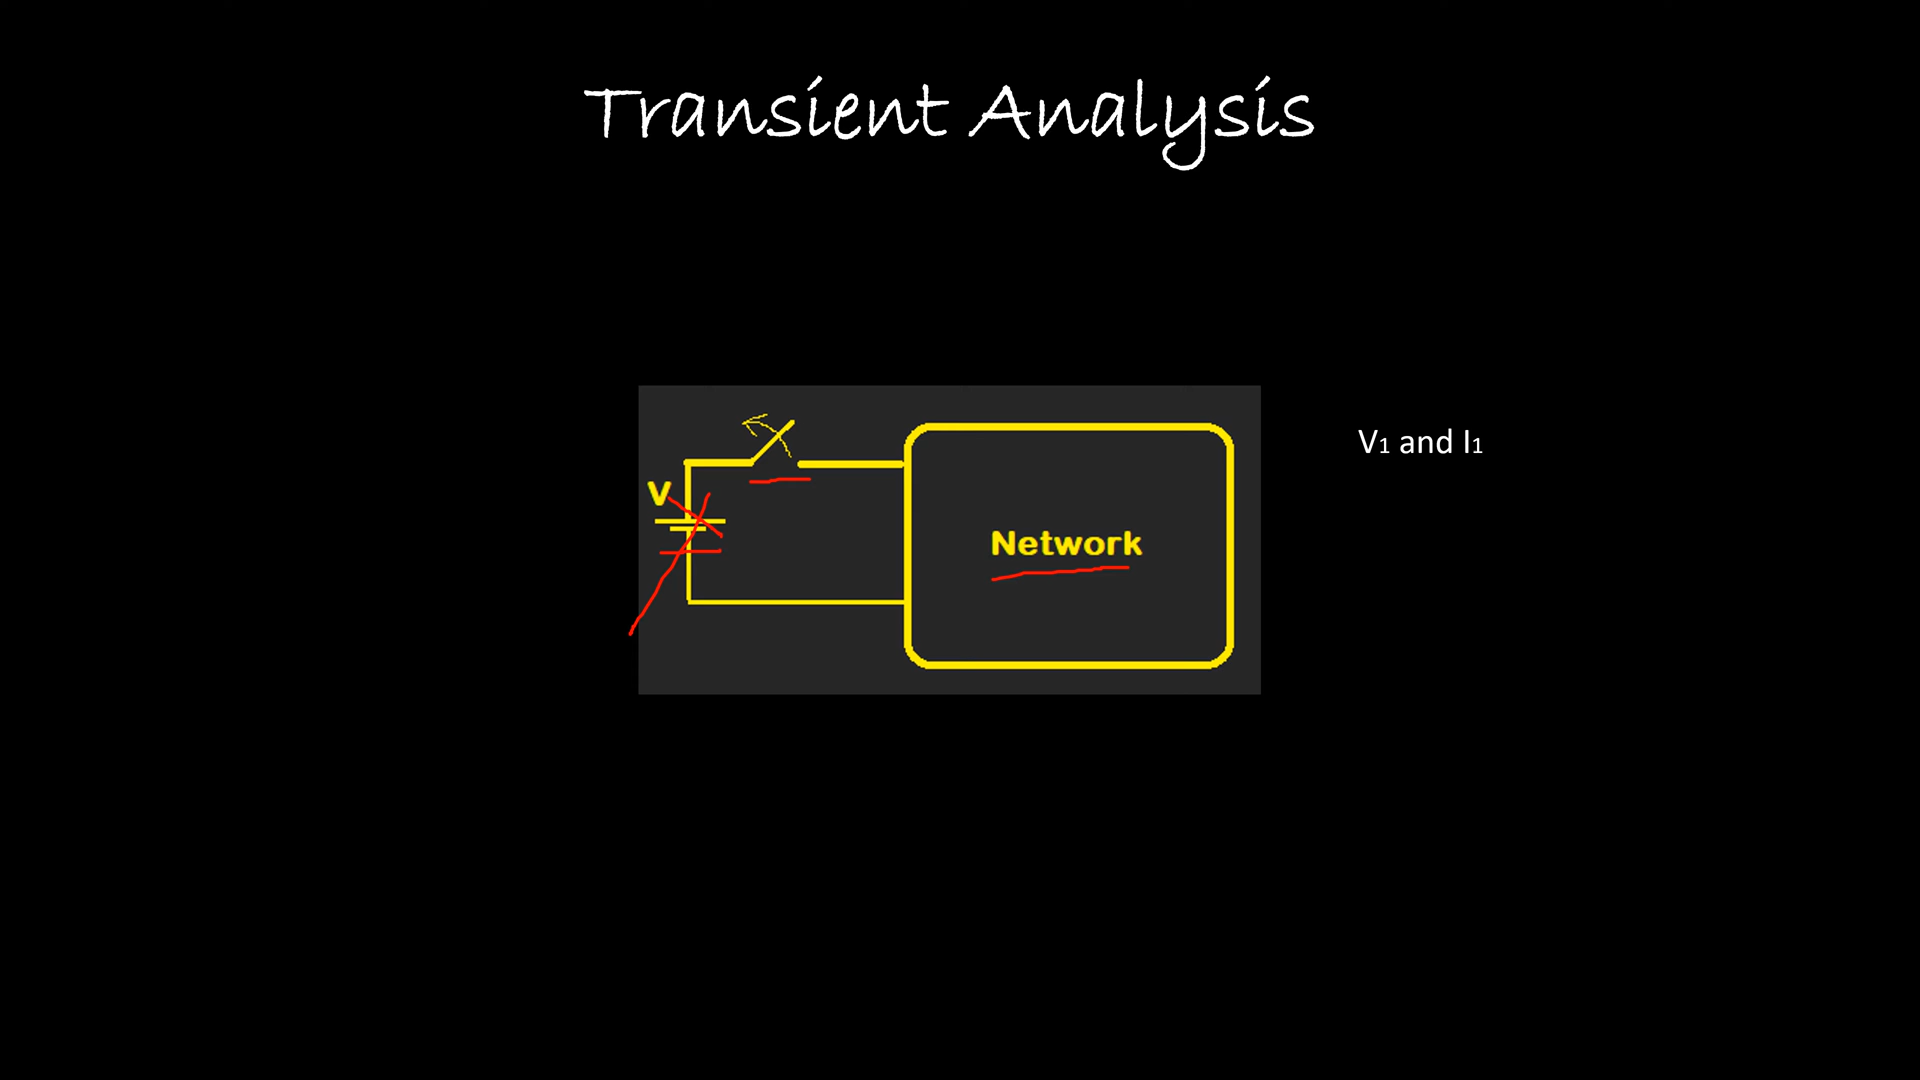 Transient Analysis
V₁ and I₁
V
Network